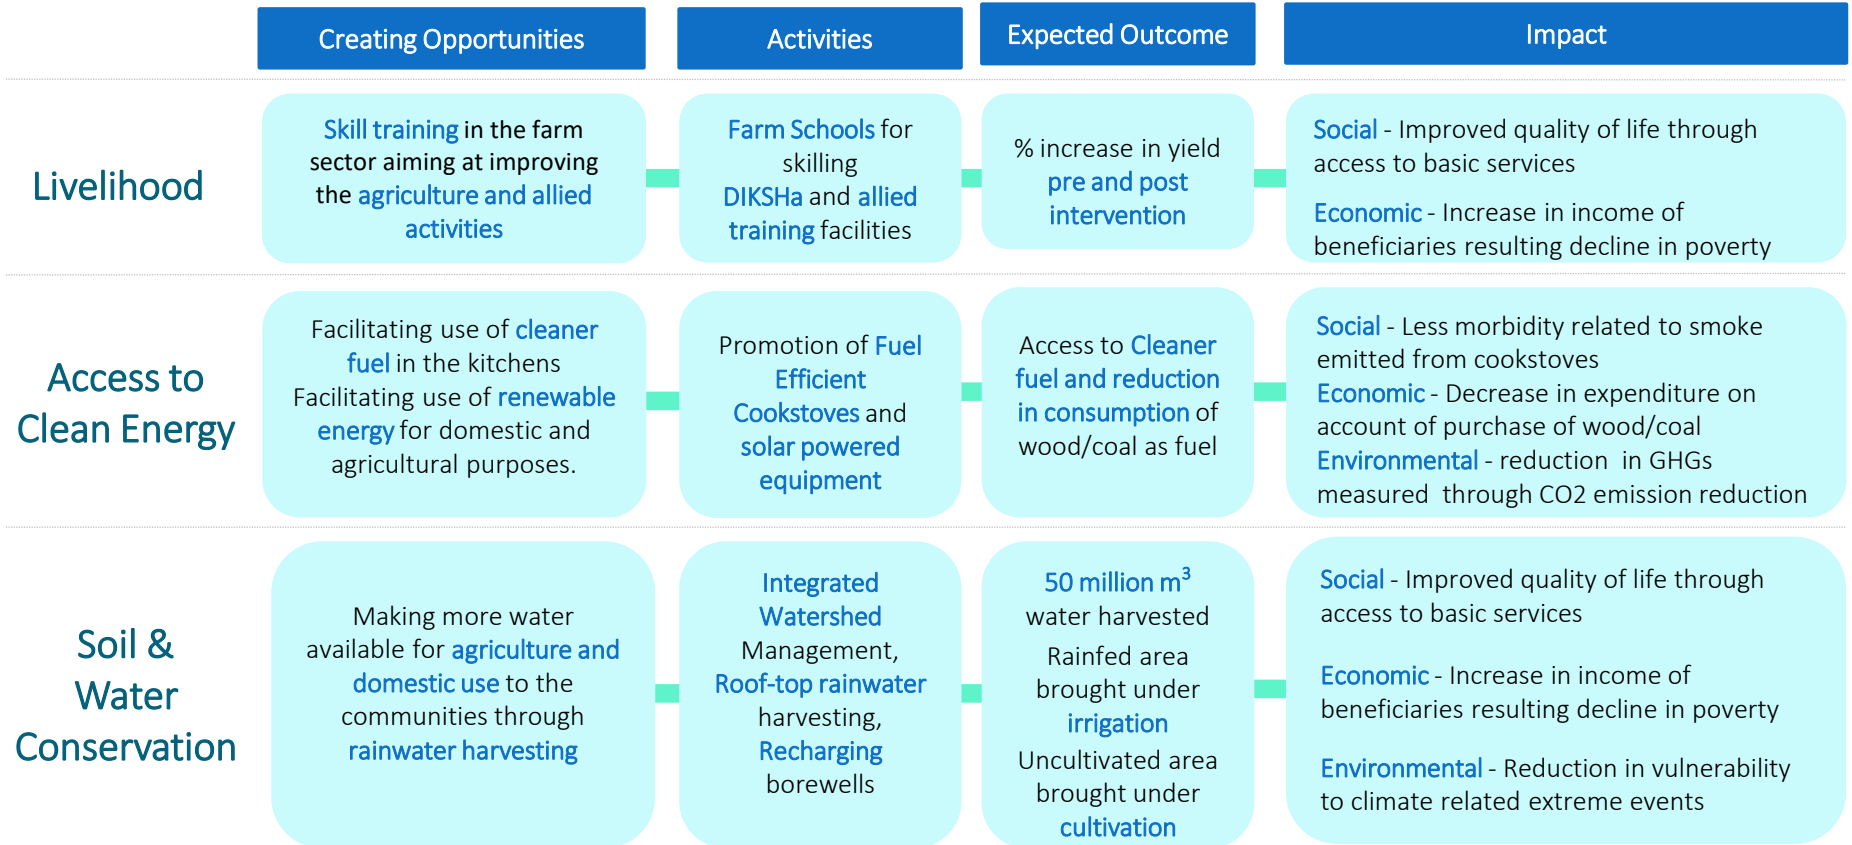 Creating Opportunities
Activities
Expected Outcome
Impact
Livelihood
Skill training in the farm
sector aiming at improving
the agriculture and allied
activities
Farm Schools for
skilling
DIKSHa and allied
training facilities
% increase in yield
pre and post
intervention
Social - Improved quality of life through
access to basic services
Economic - Increase in income of
beneficiaries resulting decline in poverty
Access to
Clean Energy
Facilitating use of cleaner
fuel in the kitchens
Facilitating use of renewable
energy for domestic and
agricultural purposes.
Promotion of Fuel
Efficient
Cookstoves and
solar powered
equipment
Access to Cleaner
fuel and reduction
in consumption of
wood/coal as fuel
Social - Less morbidity related to smoke
emitted from cookstoves
Economic - Decrease in expenditure on
account of purchase of wood/coal
Environmental - reduction in GHGs
measured through CO2 emission reduction
Soil &
Water
Conservation
Making more water
available for agriculture and
domestic use to the
communities through
rainwater harvesting
Integrated
Watershed
Management,
Roof-top rainwater
harvesting,
Recharging
borewells
50 million m³
water harvested
Rainfed area
brought under
irrigation
Uncultivated area
brought under
cultivation
Social - Improved quality of life through
access to basic services
Economic - Increase in income of
beneficiaries resulting decline in poverty
Environmental - Reduction in vulnerability
to climate related extreme events